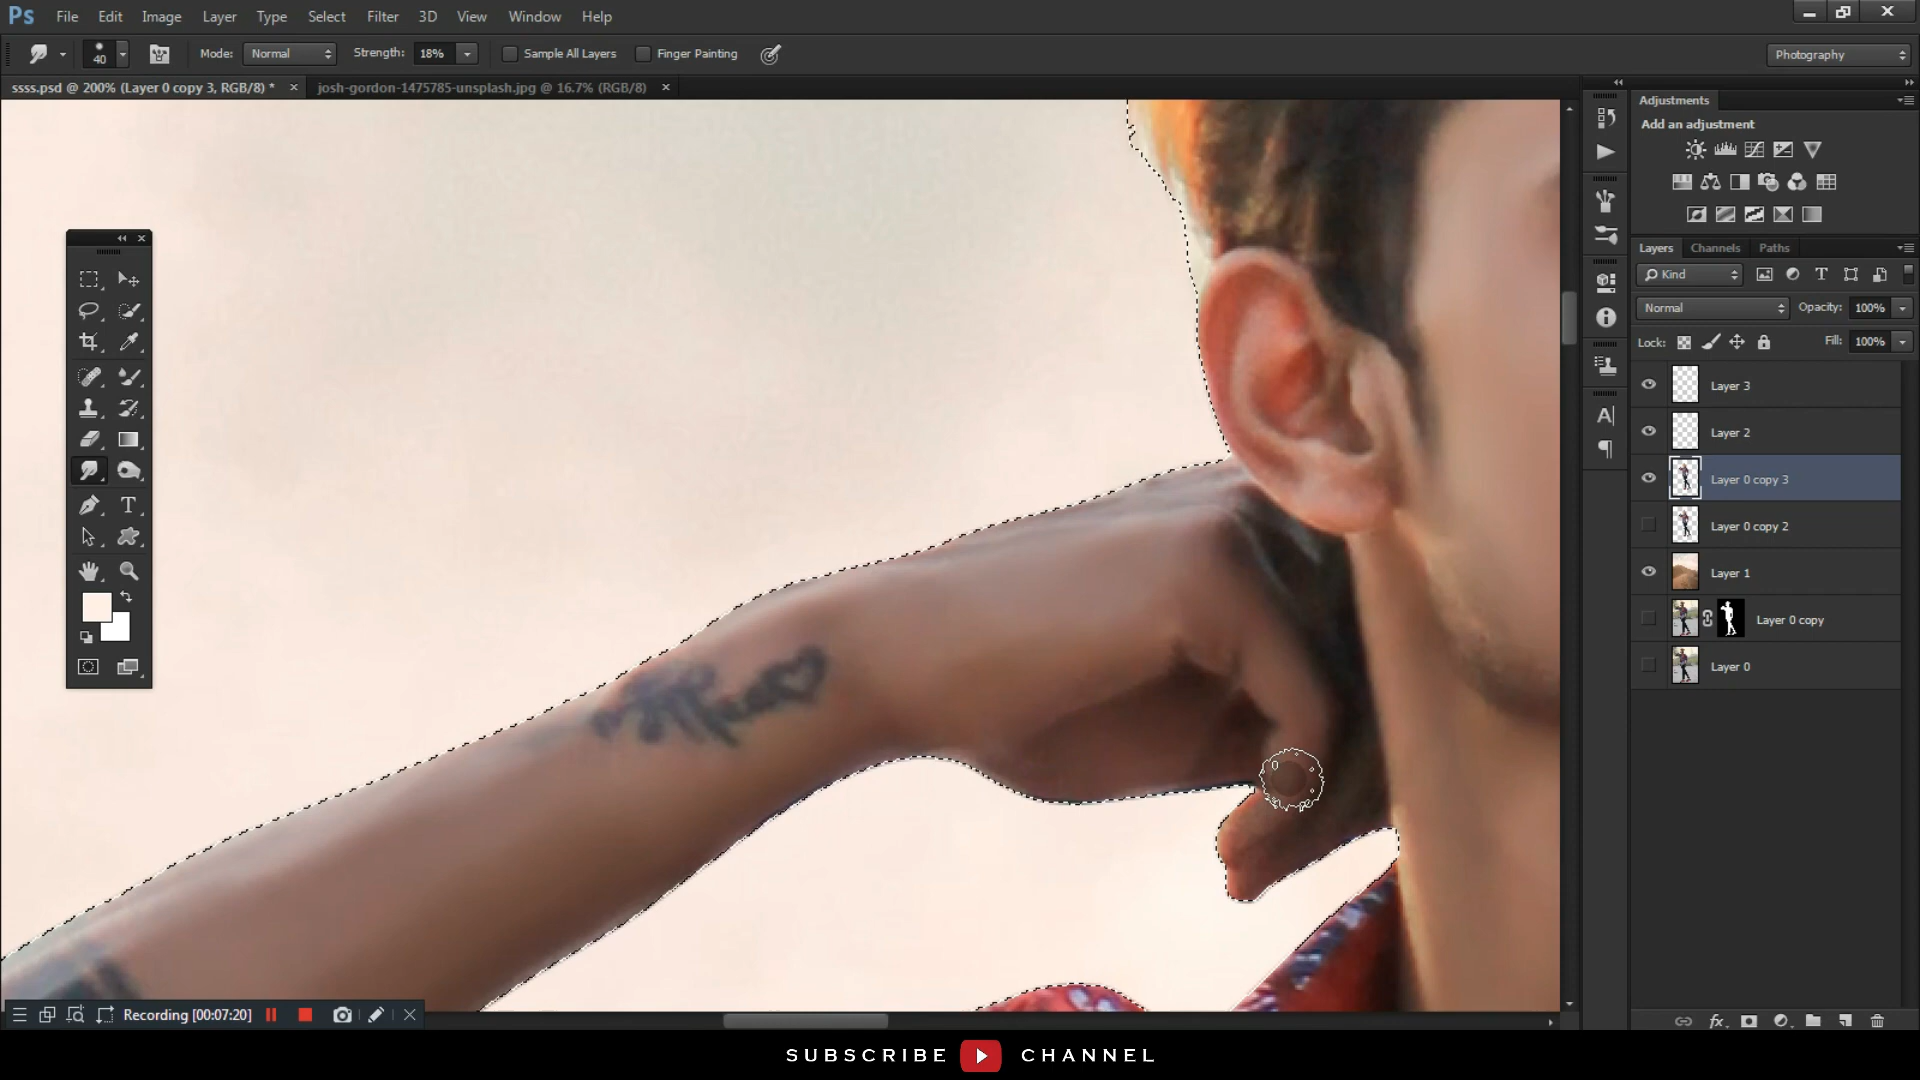 Ps File Edit Image Layer Type Select Filter 3D View Window Help
40 Mode: Normal Strength: 18% Sample All Layers Finger Painting Photography
ssss.psd @ 200% (Layer 0 copy 3, RGB/8) * × josh-gordon-1475785-unsplash.jpg @ 16.7% (RGB/8) ×
Adjustments
Add an adjustment
Layers Channels Paths
Kind
Normal Opacity: 100%
Lock: Fill: 100%
Layer 3
Layer 2
Layer 0 copy 3
Layer 0 copy 2
Layer 1
Layer 0 copy
Layer 0
Recording [00:07:20]
SUBSCRIBE CHANNEL